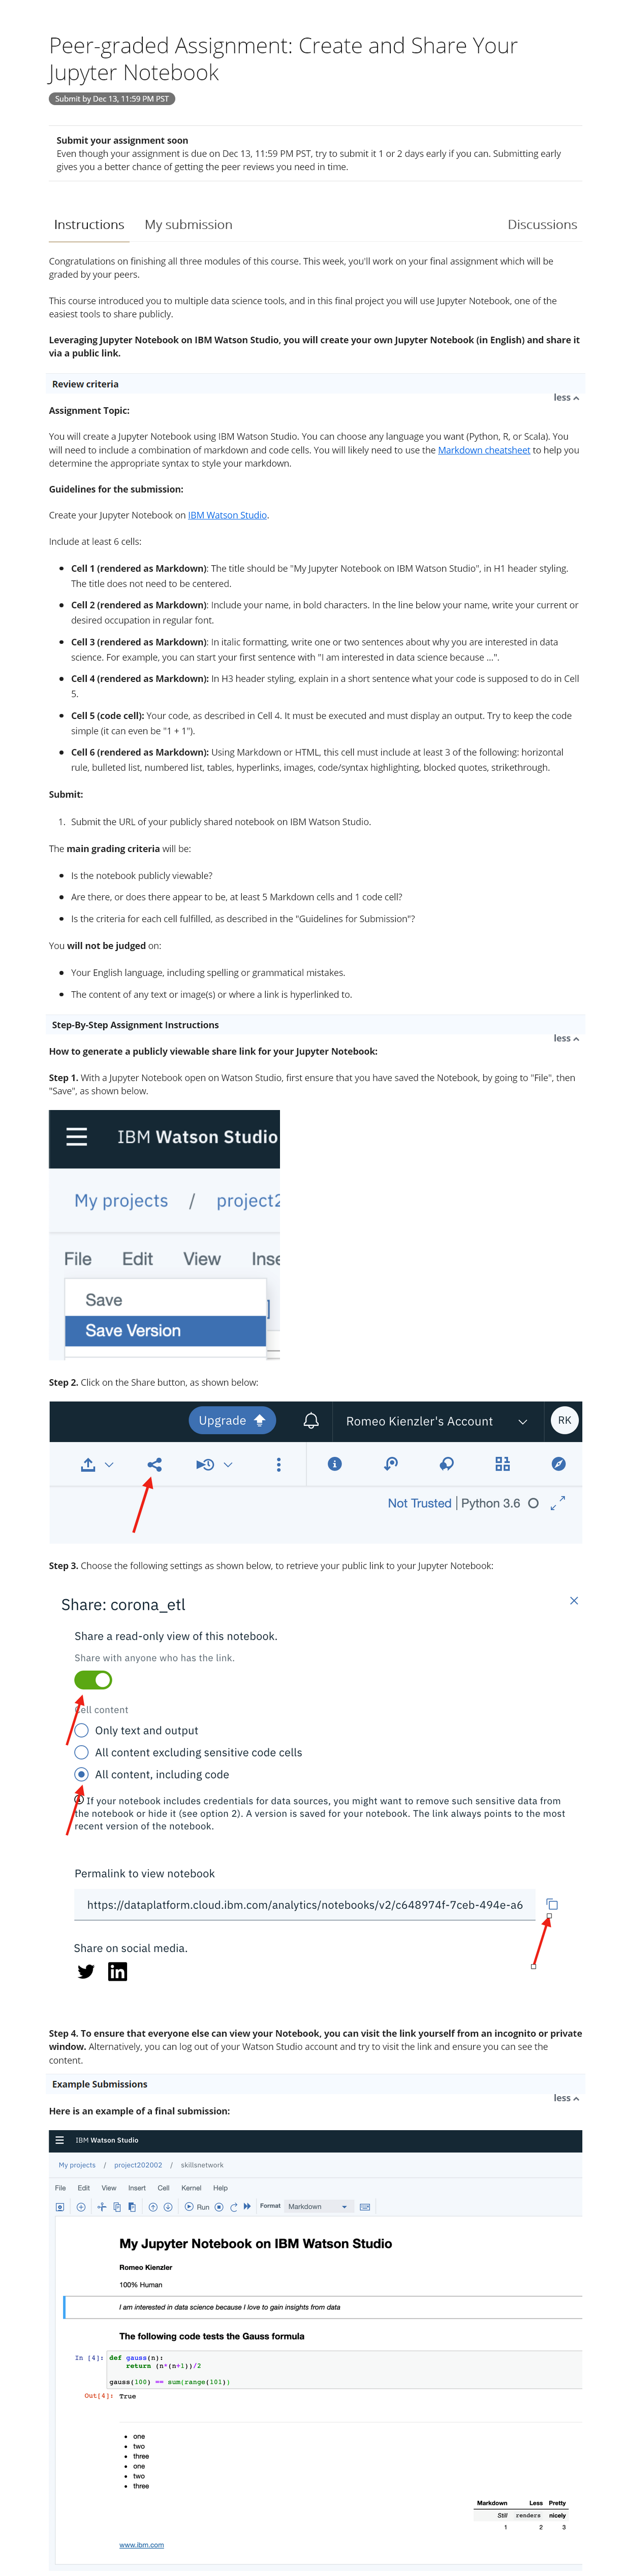 Peer-graded Assignment: Create and Share Your
Jupyter Notebook
Submit by Dec 13, 11:59 PM PST
Submit your assignment soon
Even though your assignment is due on Dec 13, 11:59 PM PST, try to submit it 1 or 2 days early if you can. Submitting early
gives you a better chance of getting the peer reviews you need in time.
Instructions My submission Discussions
Congratulations on finishing all three modules of this course. This week, you'll work on your final assignment which will be
graded by your peers.
This course introduced you to multiple data science tools, and in this final project you will use Jupyter Notebook, one of the
easiest tools to share publicly.
Leveraging Jupyter Notebook on IBM Watson Studio, you will create your own Jupyter Notebook (in English) and share it
via a public link.
Review criteria
less
Assignment Topic:
You will create a Jupyter Notebook using IBM Watson Studio. You can choose any language you want (Python, R, or Scala). You
will need to include a combination of markdown and code cells. You will likely need to use the Markdown cheatsheet to help you
determine the appropriate syntax to style your markdown.
Guidelines for the submission:
Create your Jupyter Notebook on IBM Watson Studio.
Include at least 6 cells:
• Cell 1 (rendered as Markdown): The title should be "My Jupyter Notebook on IBM Watson Studio", in H1 header styling.
The title does not need to be centered.
• Cell 2 (rendered as Markdown): Include your name, in bold characters. In the line below your name, write your current or
desired occupation in regular font.
• Cell 3 (rendered as Markdown): In italic formatting, write one or two sentences about why you are interested in data
science. For example, you can start your first sentence with "I am interested in data science because ...".
• Cell 4 (rendered as Markdown): In H3 header styling, explain in a short sentence what your code is supposed to do in Cell
5.
• Cell 5 (code cell): Your code, as described in Cell 4. It must be executed and must display an output. Try to keep the code
simple (it can even be "1 + 1").
• Cell 6 (rendered as Markdown): Using Markdown or HTML, this cell must include at least 3 of the following: horizontal
rule, bulleted list, numbered list, tables, hyperlinks, images, code/syntax highlighting, blocked quotes, strikethrough.
Submit:
1. Submit the URL of your publicly shared notebook on IBM Watson Studio.
The main grading criteria will be:
• Is the notebook publicly viewable?
• Are there, or does there appear to be, at least 5 Markdown cells and 1 code cell?
• Is the criteria for each cell fulfilled, as described in the "Guidelines for Submission"?
You will not be judged on:
• Your English language, including spelling or grammatical mistakes.
• The content of any text or image(s) or where a link is hyperlinked to.
Step-By-Step Assignment Instructions
less
How to generate a publicly viewable share link for your Jupyter Notebook:
Step 1. With a Jupyter Notebook open on Watson Studio, first ensure that you have saved the Notebook, by going to "File", then
"Save", as shown below.
IBM Watson Studio
My projects / project2
File Edit View Inse
Save
Save Version
Step 2. Click on the Share button, as shown below:
Upgrade Romeo Kienzler's Account RK
Not Trusted | Python 3.6
Step 3. Choose the following settings as shown below, to retrieve your public link to your Jupyter Notebook:
Share: corona_etl
Share a read-only view of this notebook.
Share with anyone who has the link.
Cell content
Only text and output
All content excluding sensitive code cells
All content, including code
If your notebook includes credentials for data sources, you might want to remove such sensitive data from
the notebook or hide it (see option 2). A version is saved for your notebook. The link always points to the most
recent version of the notebook.
Permalink to view notebook
https://dataplatform.cloud.ibm.com/analytics/notebooks/v2/c648974f-7ceb-494e-a6
Share on social media.
in
Step 4. To ensure that everyone else can view your Notebook, you can visit the link yourself from an incognito or private
window. Alternatively, you can log out of your Watson Studio account and try to visit the link and ensure you can see the
content.
Example Submissions
less
Here is an example of a final submission:
IBM Watson Studio
My projects / project202002 / skillsnetwork
File Edit View Insert Cell Kernel Help
Run Format Markdown
My Jupyter Notebook on IBM Watson Studio
Romeo Kienzler
100% Human
I am interested in data science because I love to gain insights from data
The following code tests the Gauss formula
In [4]: def gauss(n):
return (n*(n+1))/2
gauss(100) == sum(range(101))
Out[4]: True
• one
• two
• three
• one
• two
• three
Markdown Less Pretty
Still renders nicely
1 2 3
www.ibm.com